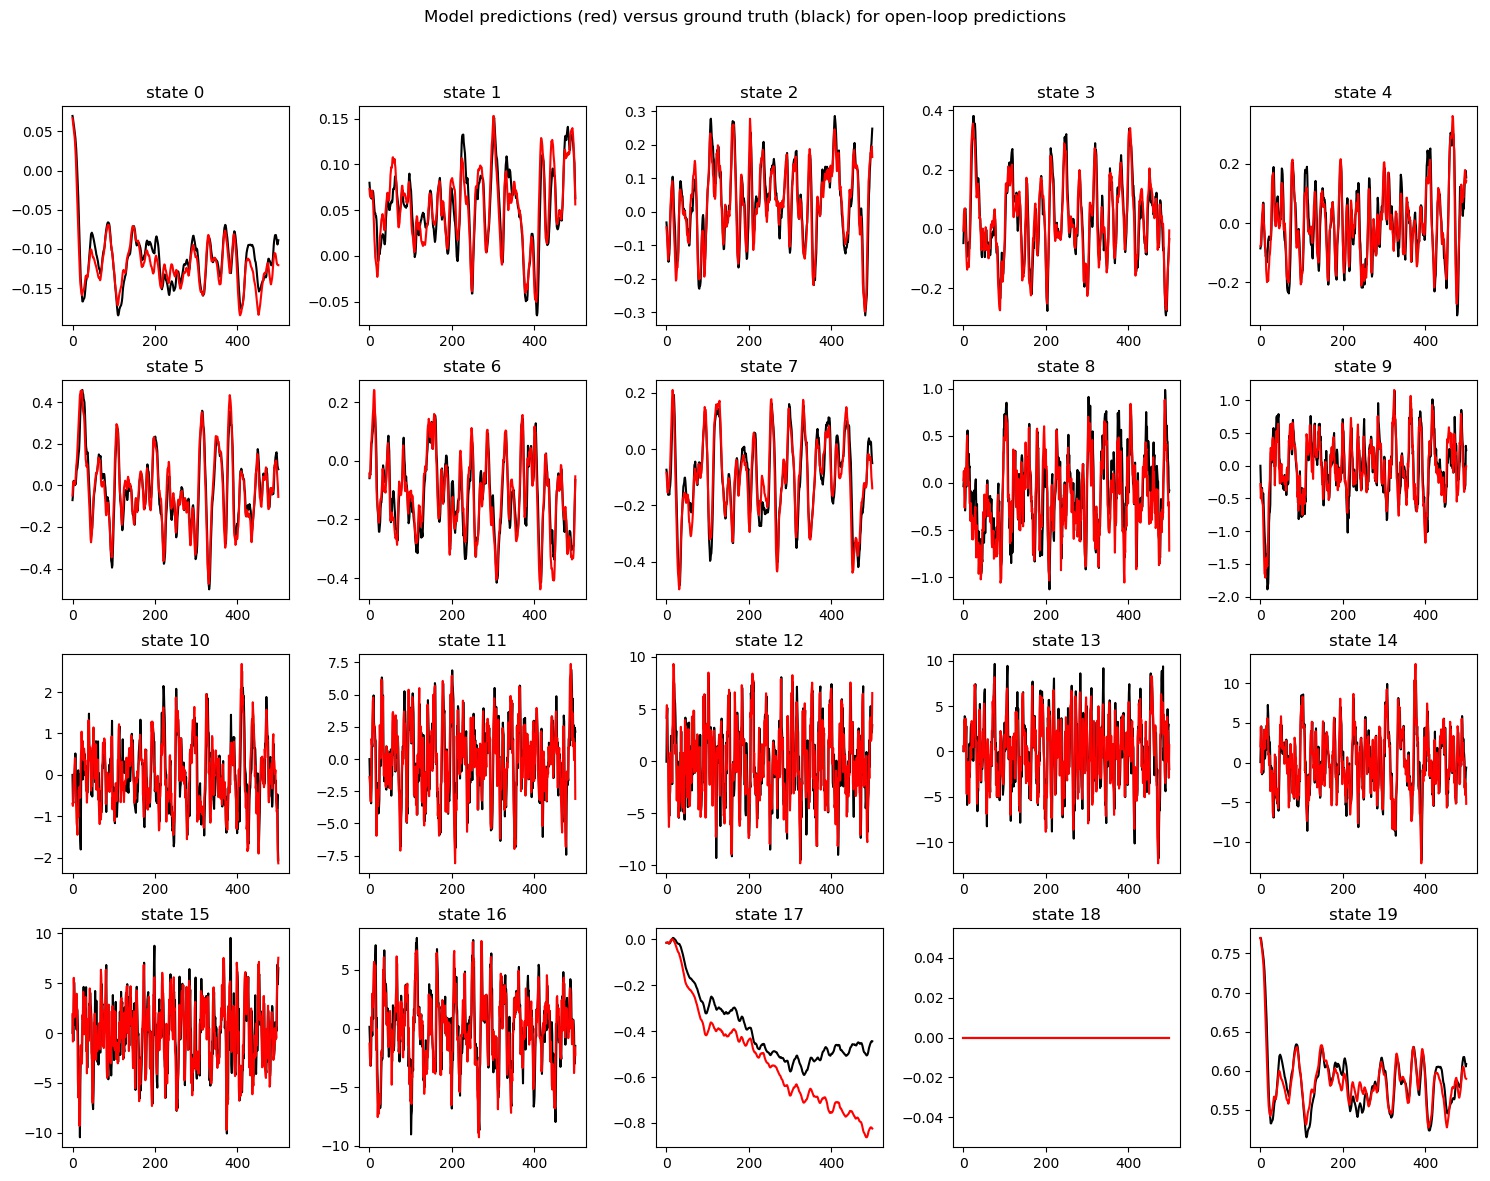 Model predictions (red) versus ground truth (black) for open-loop predictions
state 0 state 1 state 2 state 3 state 4
0.05 0.00 −0.05 −0.10 −0.15 0 200 400
0.15 0.10 0.05 0.00 −0.05 0 200 400
0.3 0.2 0.1 0.0 −0.1 −0.2 −0.3 0 200 400
0.4 0.2 0.0 −0.2 0 200 400
0.2 0.0 −0.2 0 200 400
state 5 state 6 state 7 state 8 state 9
0.4 0.2 0.0 −0.2 −0.4 0 200 400
0.2 0.0 −0.2 −0.4 0 200 400
0.2 0.0 −0.2 −0.4 0 200 400
1.0 0.5 0.0 −0.5 −1.0 0 200 400
1.0 0.5 0.0 −0.5 −1.0 −1.5 −2.0 0 200 400
state 10 state 11 state 12 state 13 state 14
2 1 0 −1 −2 0 200 400
7.5 5.0 2.5 0.0 −2.5 −5.0 −7.5 0 200 400
10 5 0 −5 −10 0 200 400
10 5 0 −5 −10 0 200 400
10 5 0 −5 −10 0 200 400
state 15 state 16 state 17 state 18 state 19
10 5 0 −5 −10 0 200 400
5 0 −5 −10 0 200 400
0.0 −0.2 −0.4 −0.6 −0.8 0 200 400
0.04 0.02 0.00 −0.02 −0.04 0 200 400
0.75 0.70 0.65 0.60 0.55 0 200 400